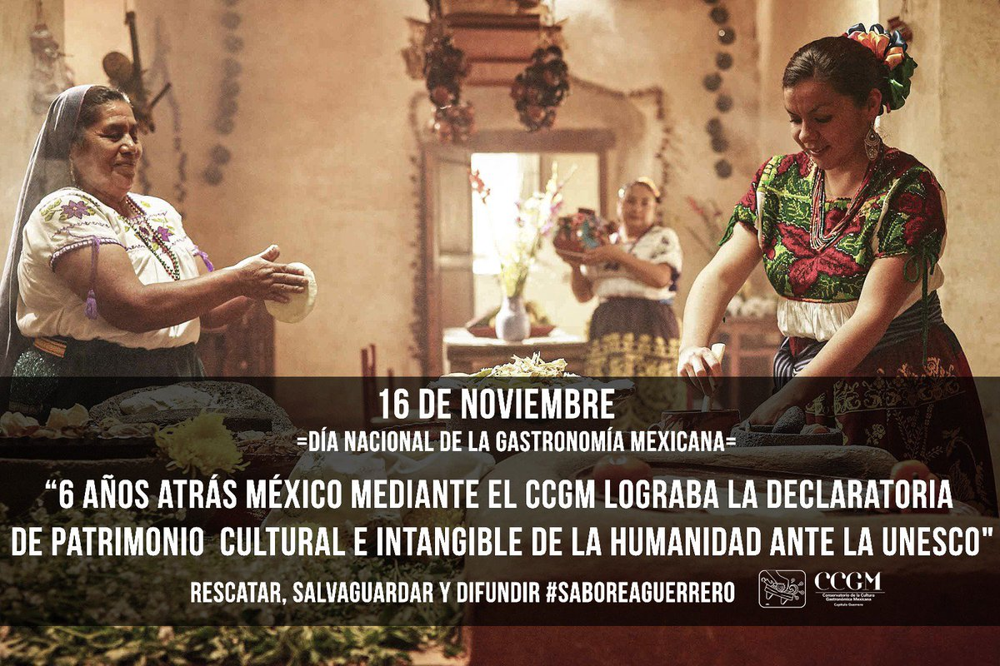 16 DE NOVIEMBRE
=DÍA NACIONAL DE LA GASTRONOMÍA MEXICANA=
“6 AÑOS ATRÁS MÉXICO MEDIANTE EL CCGM LOGRABA LA DECLARATORIA
DE PATRIMONIO CULTURAL E INTANGIBLE DE LA HUMANIDAD ANTE LA UNESCO"
RESCATAR, SALVAGUARDAR Y DIFUNDIR #SABOREAGUERRERO
CCGM
Conservatorio de la Cultura
Gastronómica Mexicana
Capítulo Guerrero